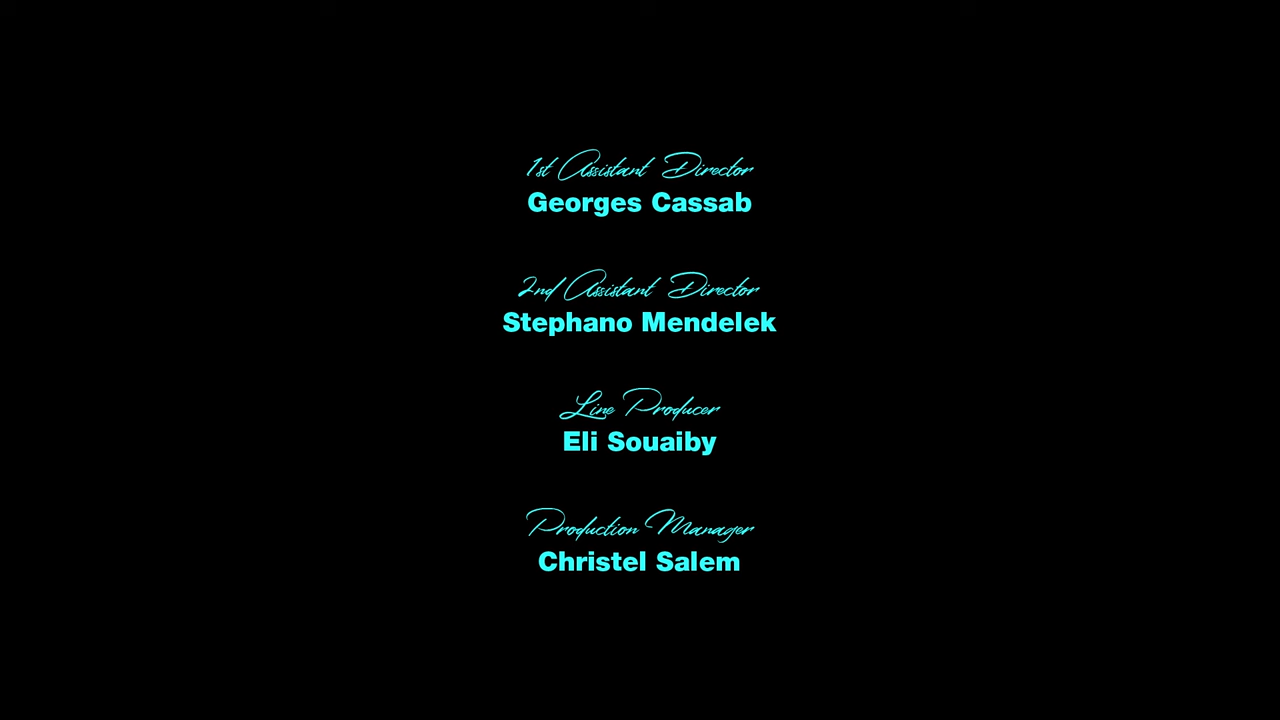 1st Assistant Director
Georges Cassab
2nd Assistant Director
Stephano Mendelek
Line Producer
Eli Souaiby
Production Manager
Christel Salem